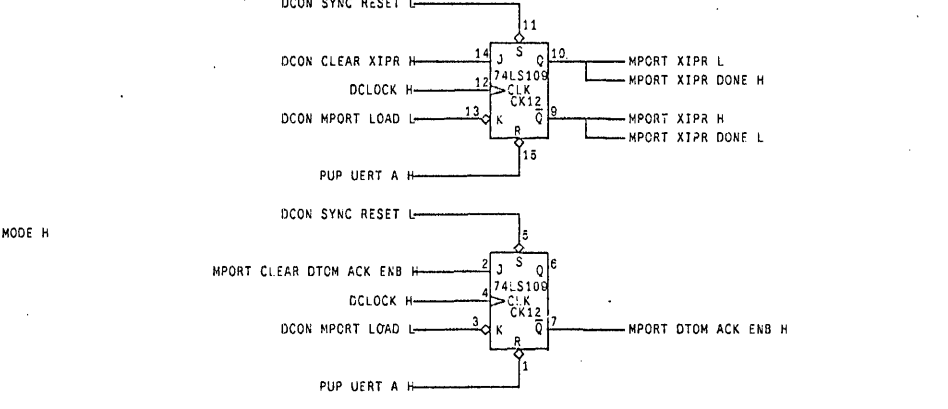 DCON SYNC RESET L
11
S
DCON CLEAR XIPR H 14 J Q 10 MPORT XIPR L
MPORT XIPR DONE H
74LS109
DCLOCK H 12 CLK
CK12
DCON MPORT LOAD L 13 K Q 9 MPORT XIPR H
MPORT XIPR DONE L
R
15
PUP UERT A H
DCON SYNC RESET L
MODE H
5
S
MPORT CLEAR DTOM ACK ENB H 2 J Q 6
74LS109
DCLOCK H 4 CLK
CK12
DCON MPORT LOAD L 3 K Q 7 MPORT DTOM ACK ENB H
R
1
PUP UERT A H